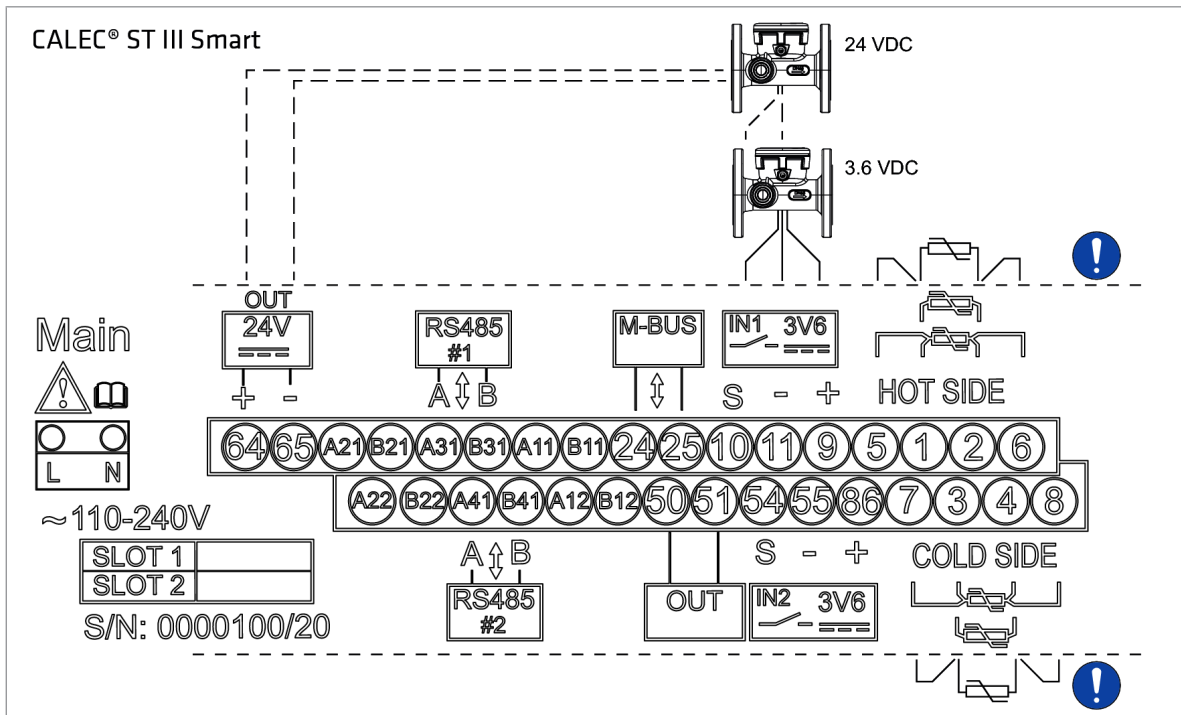 CALEC® ST III Smart
24 VDC
3.6 VDC
Main
OUT
24V
RS485
#1
M-BUS
IN1 3V6
+ -
A B
S - +
HOT SIDE
L N
64 65 A21 B21 A31 B31 A11 B11 24 25 10 11 9 5 1 2 6
A22 B22 A41 B41 A12 B12 50 51 54 55 86 7 3 4 8
~110-240V
SLOT 1
SLOT 2
S/N: 0000100/20
A B
RS485
#2
OUT
S - +
IN2 3V6
COLD SIDE